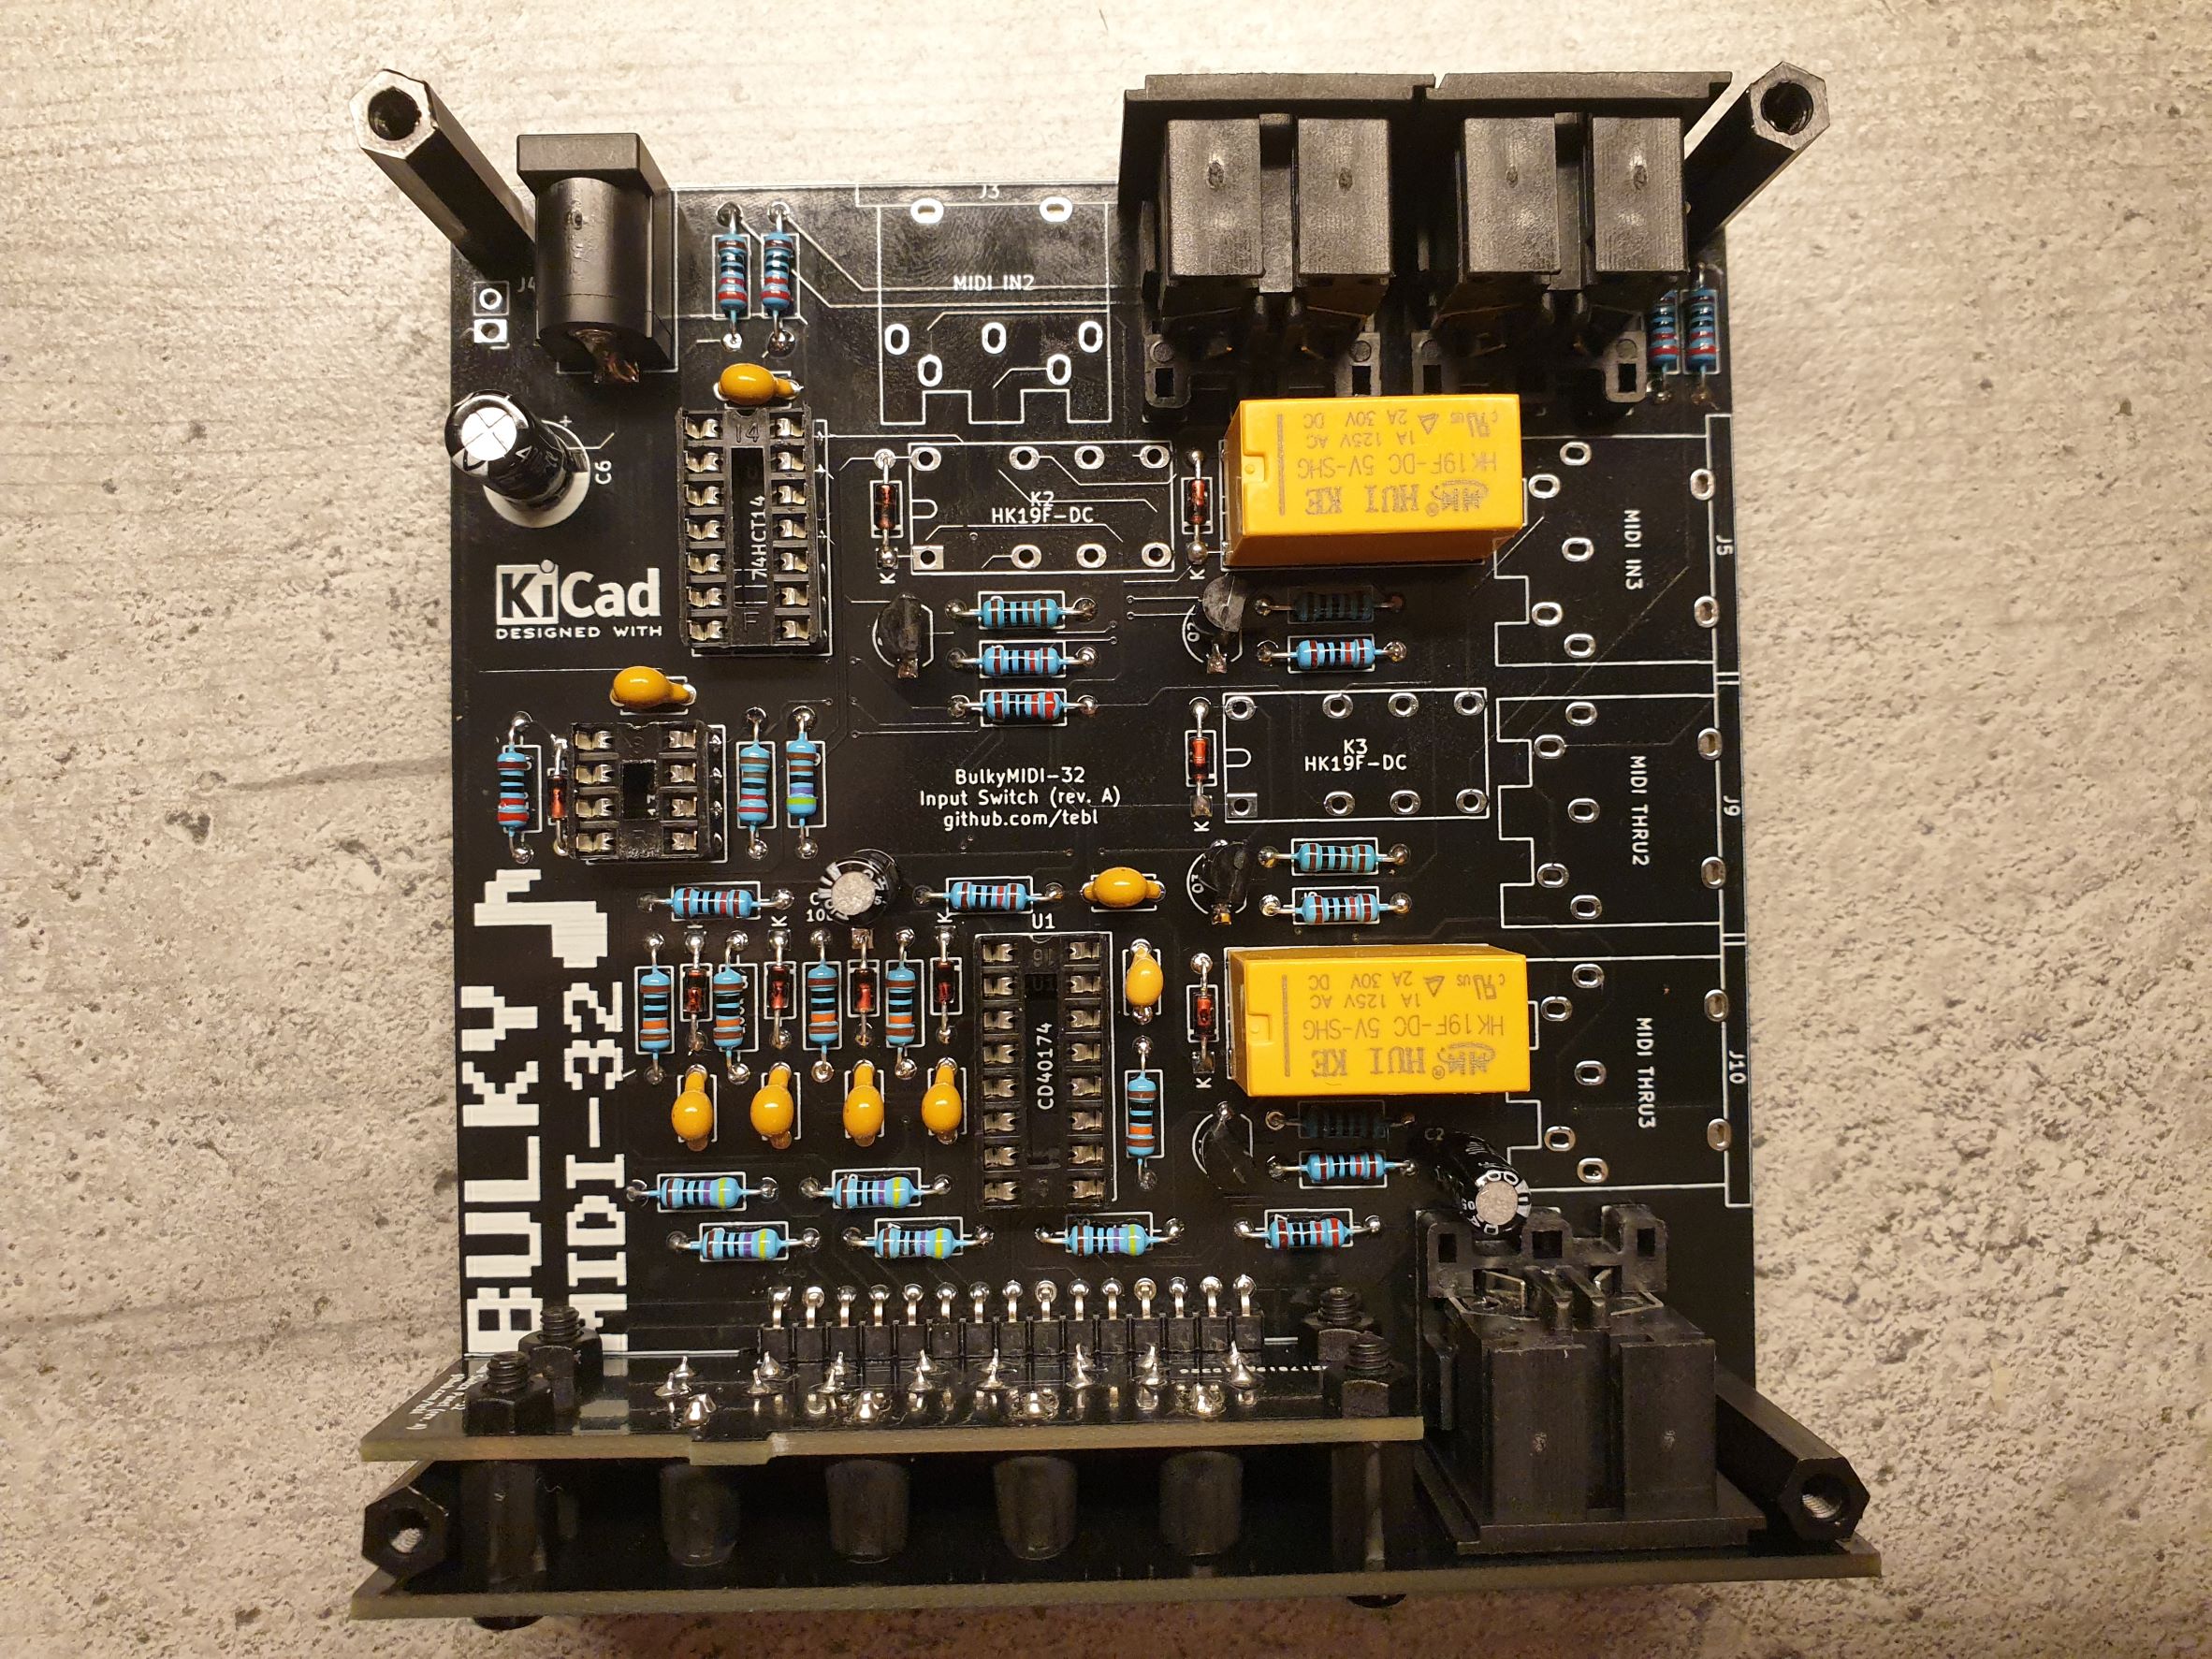 J3
MIDI IN2
J4
C6
14
74HCT14
KiCad
DESIGNED WITH
K2
HK19F-DC
K
K
HUI KE
HK19F-DC 5V-SHG
1A 125V AC
2A 30V DC
MIDI IN3
J5
K3
HK19F-DC
K
MIDI THRU2
J9
BulkyMIDI-32
Input Switch (rev. A)
github.com/tebl
Q3
K
K
U1
16
CD40174
K
HUI KE
HK19F-DC 5V-SHG
1A 125V AC
2A 30V DC
MIDI THRU3
J10
C2
BULKY
MIDI-32